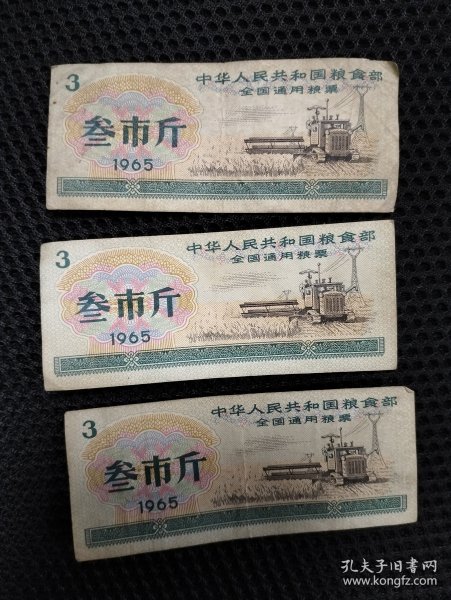 3
中华人民共和国粮食部
全国通用粮票
叁市斤
1965
3
中华人民共和国粮食部
全国通用粮票
叁市斤
1965
3
中华人民共和国粮食部
全国通用粮票
叁市斤
1965
孔夫子旧书网
www.kongfz.com